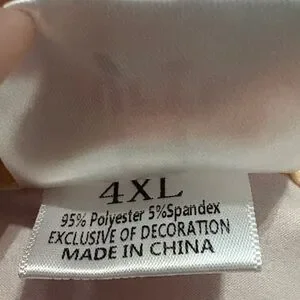 4XL
95% Polyester 5%Spandex
EXCLUSIVE OF DECORATION
MADE IN CHINA